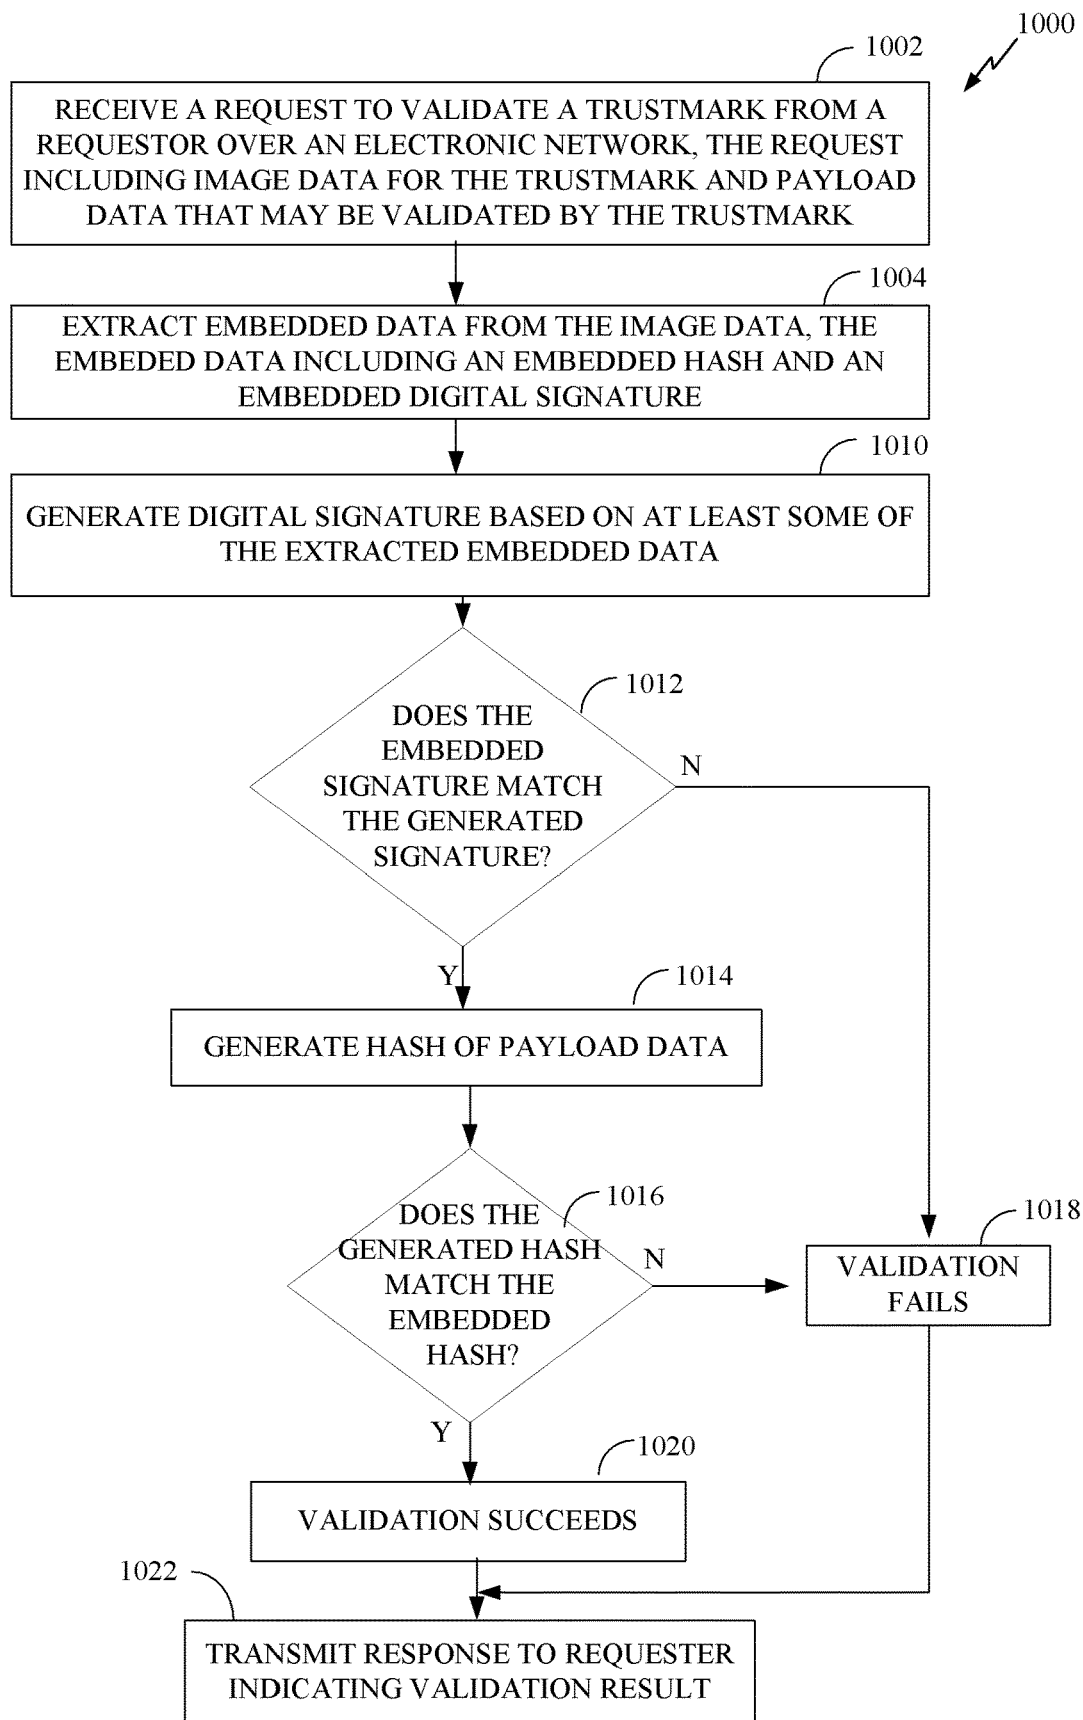 1000
1002
RECEIVE A REQUEST TO VALIDATE A TRUSTMARK FROM A
REQUESTOR OVER AN ELECTRONIC NETWORK, THE REQUEST
INCLUDING IMAGE DATA FOR THE TRUSTMARK AND PAYLOAD
DATA THAT MAY BE VALIDATED BY THE TRUSTMARK
1004
EXTRACT EMBEDDED DATA FROM THE IMAGE DATA, THE
EMBEDED DATA INCLUDING AN EMBEDDED HASH AND AN
EMBEDDED DIGITAL SIGNATURE
1010
GENERATE DIGITAL SIGNATURE BASED ON AT LEAST SOME OF
THE EXTRACTED EMBEDDED DATA
1012
DOES THE
EMBEDDED
SIGNATURE MATCH
THE GENERATED
SIGNATURE?
N
Y
1014
GENERATE HASH OF PAYLOAD DATA
1016
DOES THE
GENERATED HASH
MATCH THE
EMBEDDED
HASH?
N
1018
VALIDATION
FAILS
Y
1020
VALIDATION SUCCEEDS
1022
TRANSMIT RESPONSE TO REQUESTER
INDICATING VALIDATION RESULT